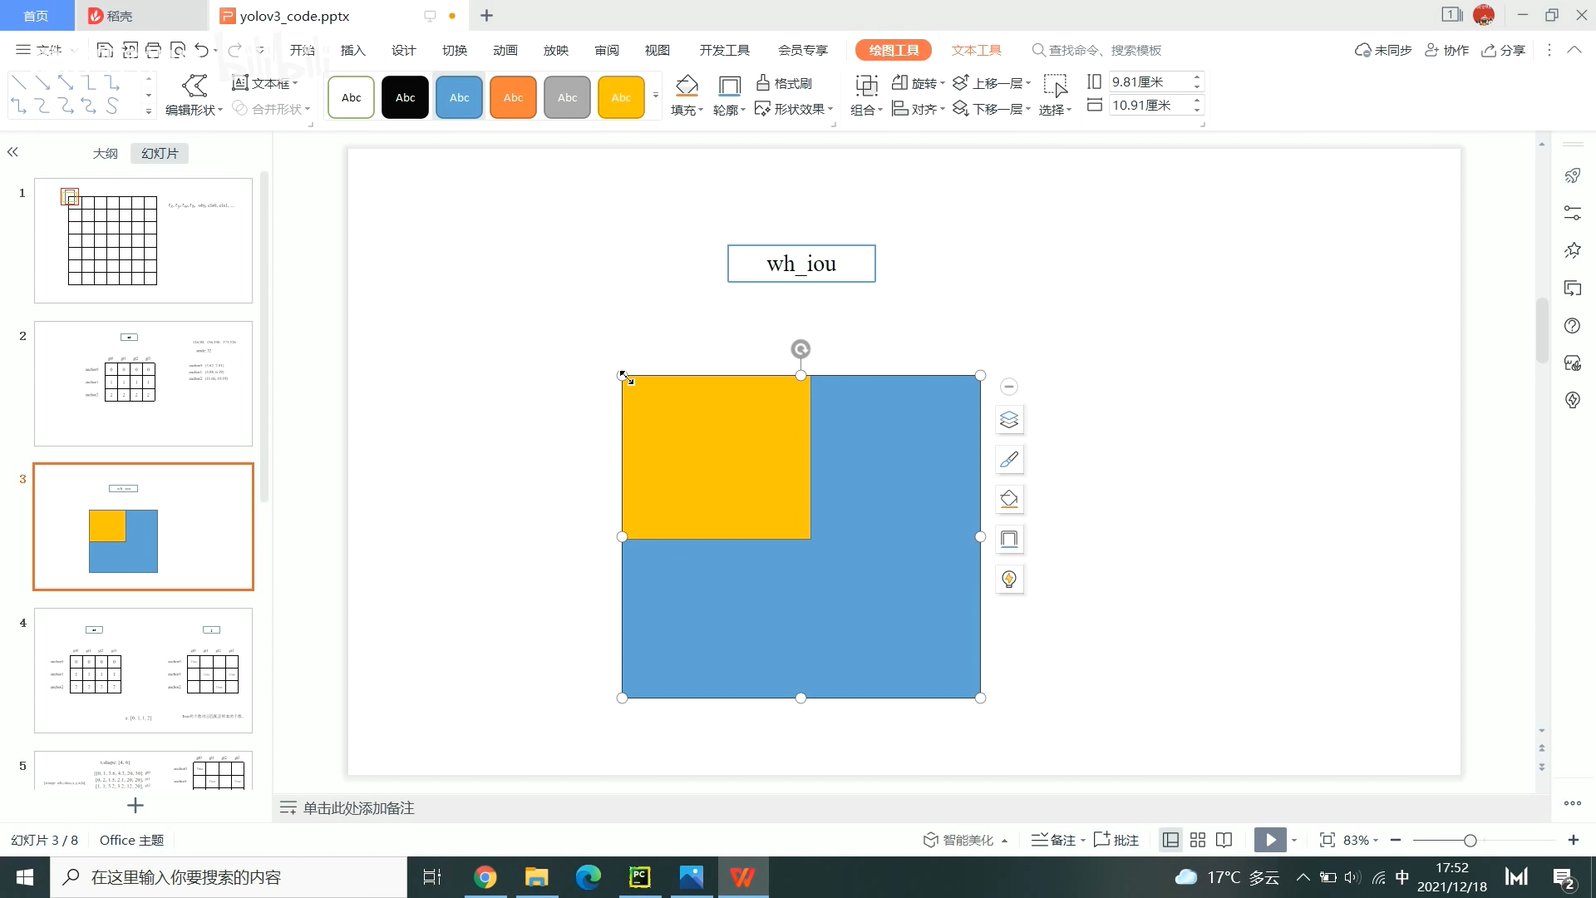 首页
稻壳
yolov3_code.pptx
文件
开始
插入
设计
切换
动画
放映
审阅
视图
开发工具
会员专享
绘图工具
文本工具
查找命令、搜索模板
未同步
协作
分享
编辑形状
文本框
合并形状
Abc
Abc
Abc
Abc
Abc
Abc
填充
轮廓
格式刷
形状效果
组合
旋转
对齐
上移一层
下移一层
选择
9.81厘米
10.91厘米
大纲
幻灯片
1
2
3
4
5
wh_iou
单击此处添加备注
幻灯片 3 / 8
Office 主题
智能美化
备注
批注
83%
在这里输入你要搜索的内容
17°C 多云
中
17:52
2021/12/18
2